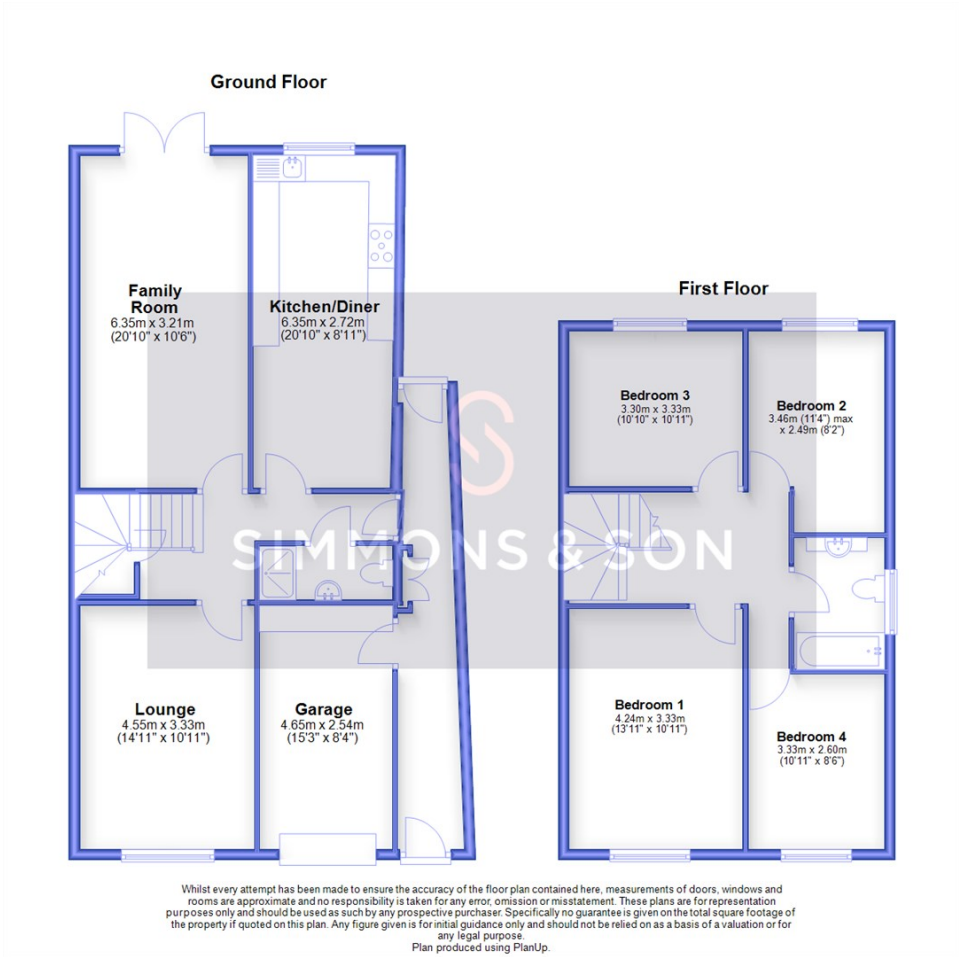 Ground Floor
Family
Room
6.35m x 3.21m
(20'10" x 10'6")
Kitchen/Diner
6.35m x 2.72m
(20'10" x 8'11")
Lounge
4.55m x 3.33m
(14'11" x 10'11")
Garage
4.65m x 2.54m
(15'3" x 8'4")
First Floor
Bedroom 3
3.30m x 3.33m
(10'10" x 10'11")
Bedroom 2
3.46m (11'4") max
x 2.49m (8'2")
Bedroom 1
4.24m x 3.33m
(13'11" x 10'11")
Bedroom 4
3.33m x 2.60m
(10'11" x 8'6")
SIMMONS & SON
Whilst every attempt has been made to ensure the accuracy of the floor plan contained here, measurements of doors, windows and
rooms are approximate and no responsibility is taken for any error, omission or misstatement. These plans are for representation
purposes only and should be used as such by any prospective purchaser. Specifically no guarantee is given on the total square footage of
the property if quoted on this plan. Any figure given is for initial guidance only and should not be relied on as a basis of a valuation or for
any legal purpose.
Plan produced using PlanUp.